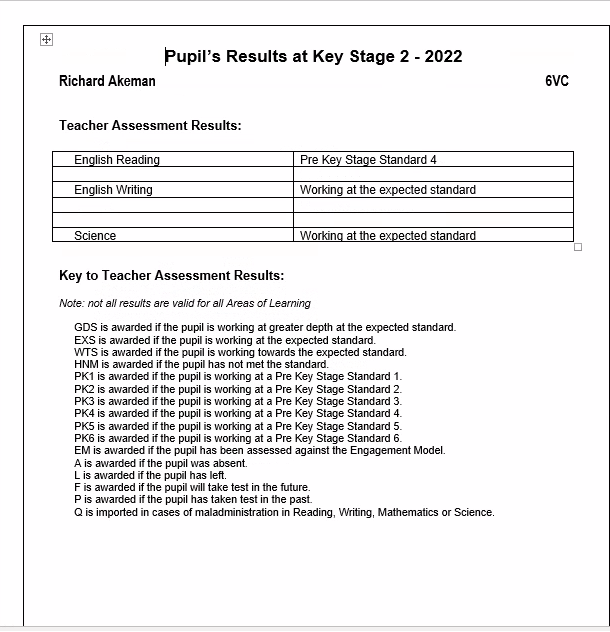 Pupil's Results at Key Stage 2 - 2022
Richard Akeman 6VC
Teacher Assessment Results:
English Reading Pre Key Stage Standard 4
English Writing Working at the expected standard
Science Working at the expected standard
Key to Teacher Assessment Results:
Note: not all results are valid for all Areas of Learning
GDS is awarded if the pupil is working at greater depth at the expected standard.
EXS is awarded if the pupil is working at the expected standard.
WTS is awarded if the pupil is working towards the expected standard.
HNM is awarded if the pupil has not met the standard.
PK1 is awarded if the pupil is working at a Pre Key Stage Standard 1.
PK2 is awarded if the pupil is working at a Pre Key Stage Standard 2.
PK3 is awarded if the pupil is working at a Pre Key Stage Standard 3.
PK4 is awarded if the pupil is working at a Pre Key Stage Standard 4.
PK5 is awarded if the pupil is working at a Pre Key Stage Standard 5.
PK6 is awarded if the pupil is working at a Pre Key Stage Standard 6.
EM is awarded if the pupil has been assessed against the Engagement Model.
A is awarded if the pupil was absent.
L is awarded if the pupil has left.
F is awarded if the pupil will take test in the future.
P is awarded if the pupil has taken test in the past.
Q is imported in cases of maladministration in Reading, Writing, Mathematics or Science.